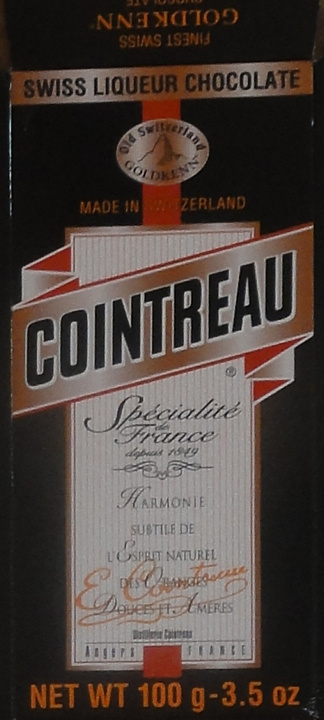 GOLDKENN
FINEST SWISS
SWISS LIQUEUR CHOCOLATE
Old Switzerland
GOLDKENN
MADE IN SWITZERLAND
COINTREAU
®
Spécialité
de
France
depuis 1849
HARMONIE
SUBTILE DE
L'ESPRIT NATUREL
DES ORANGES
DOUCES ET AMÈRES
E. Cointreau
Distillerie Cointreau
Angers FRANCE
NET WT 100 g-3.5 oz